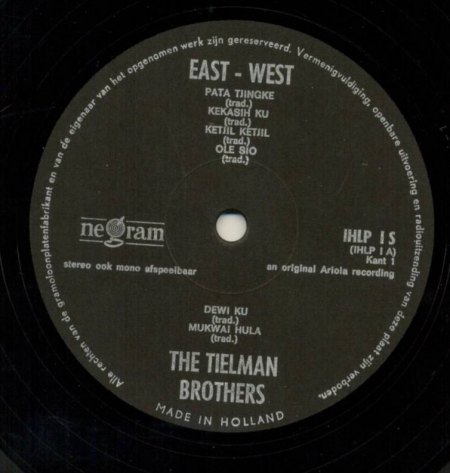 Alle rechten van de grammofoonplatenfabrikant en van de eigenaar van het opgenomen werk zijn gereserveerd. Vermenigvuldiging, openbare uitvoering en radiouitzending van deze plaat zijn verboden.
EAST - WEST
PATA TJINGKE
(trad.)
KEKASIH KU
(trad.)
KETJIL KETJIL
(trad.)
OLE SIO
(trad.)
negram
stereo ook mono afspeelbaar
IHLP I S
(IHLP I A)
Kant 1
an original Ariola recording
DEWI KU
(trad.)
MUKWAI HULA
(trad.)
THE TIELMAN
BROTHERS
MADE IN HOLLAND